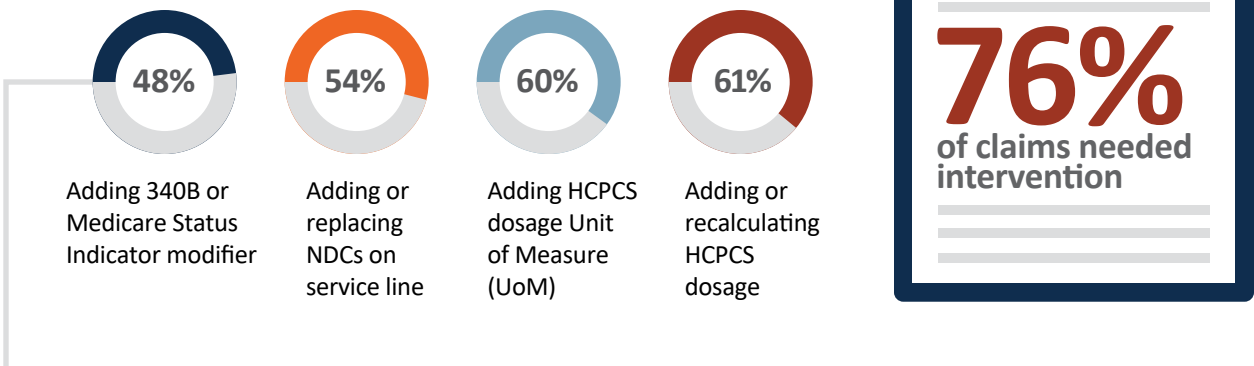 48%
Adding 340B or
Medicare Status
Indicator modifier
54%
Adding or
replacing
NDCs on
service line
60%
Adding HCPCS
dosage Unit
of Measure
(UoM)
61%
Adding or
recalculating
HCPCS
dosage
76%
of claims needed
intervention